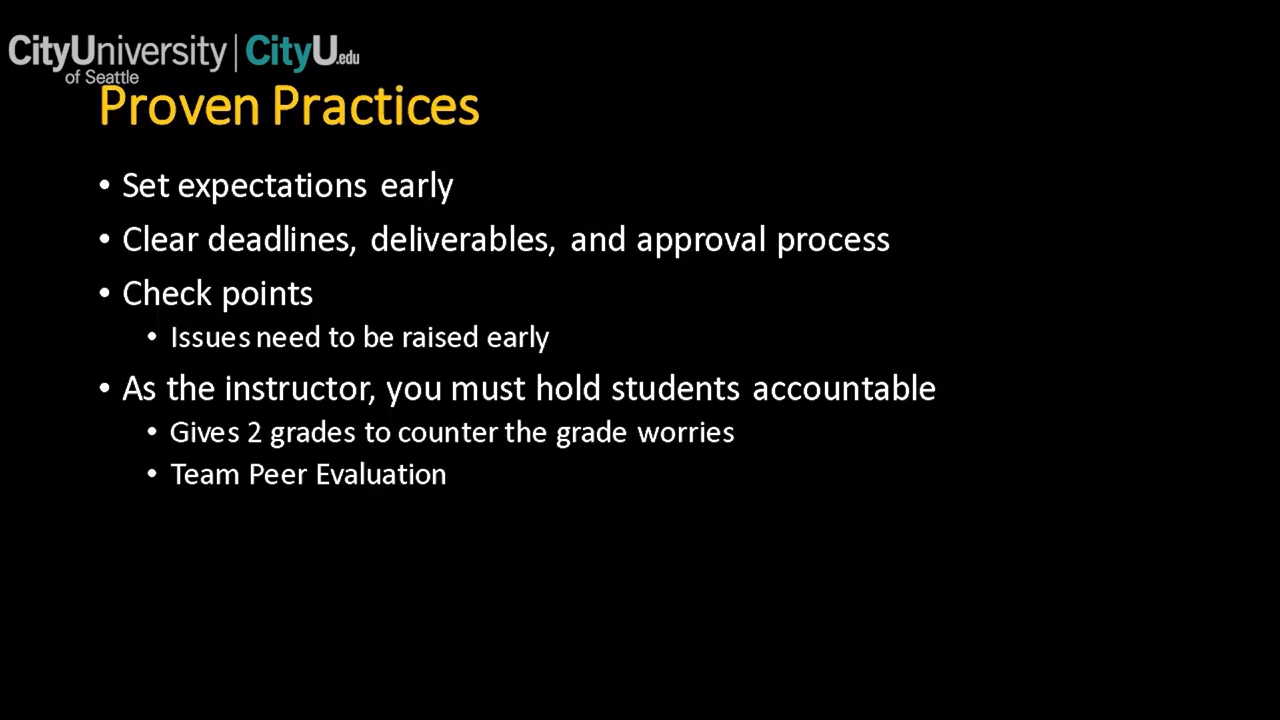 CityUniversity | CityU.edu
of Seattle
Proven Practices
• Set expectations early
• Clear deadlines, deliverables, and approval process
• Check points
• Issues need to be raised early
• As the instructor, you must hold students accountable
• Gives 2 grades to counter the grade worries
• Team Peer Evaluation